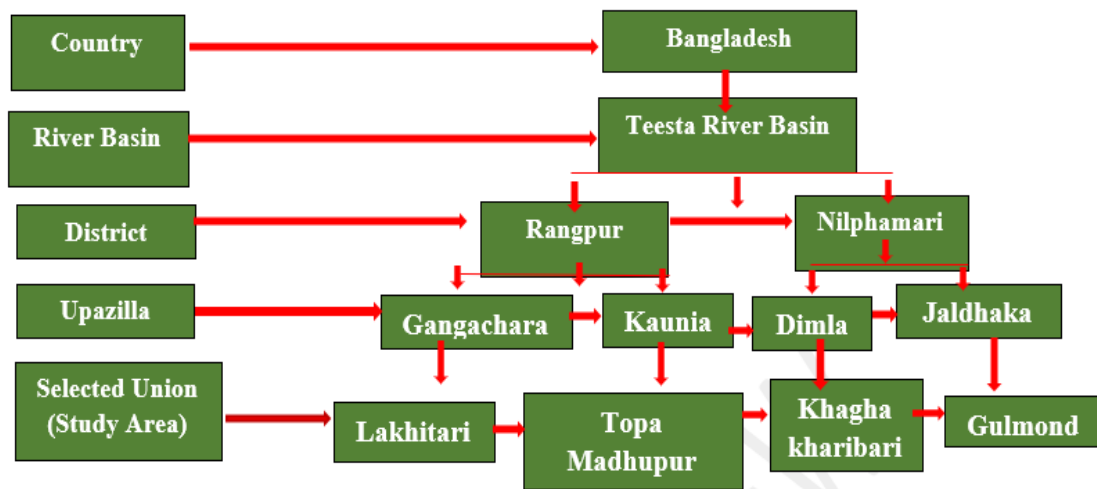 Country
Bangladesh
River Basin
Teesta River Basin
District
Rangpur
Nilphamari
Upazilla
Gangachara
Kaunia
Dimla
Jaldhaka
Selected Union
(Study Area)
Lakhitari
Topa
Madhupur
Khagha
kharibari
Gulmond